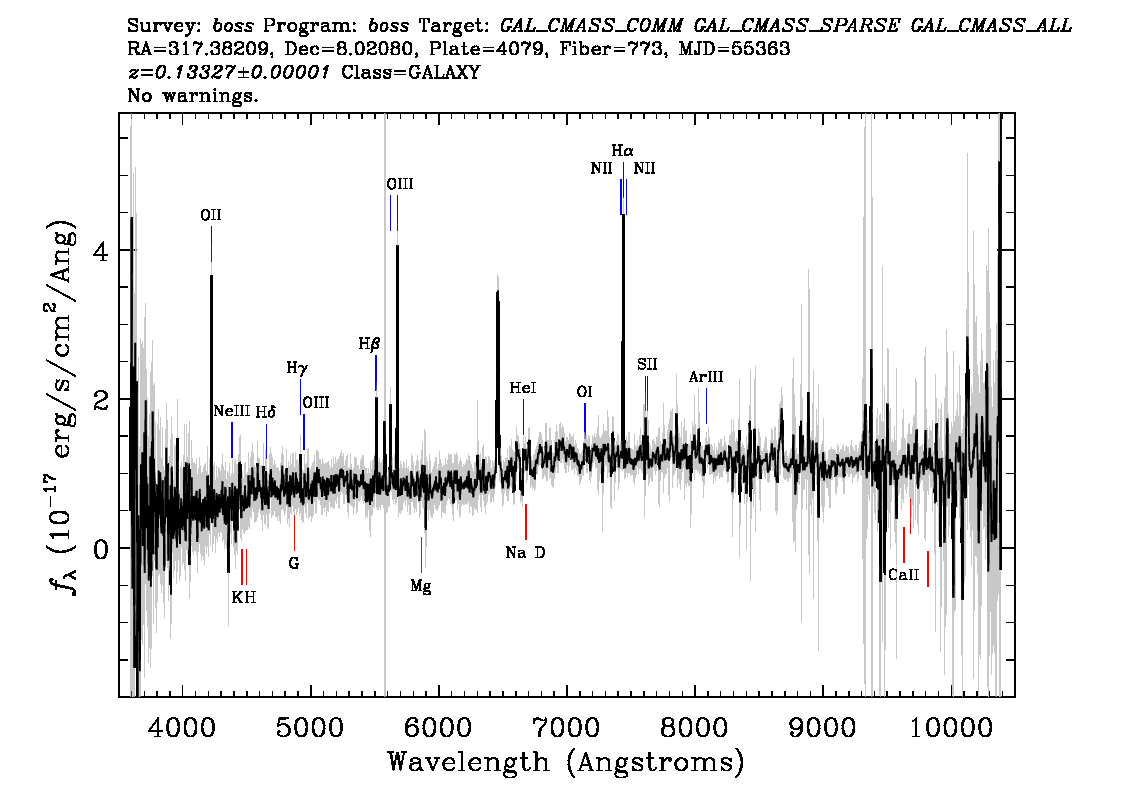 Survey: boss Program: boss Target: GAL_CMASS_COMM GAL_CMASS_SPARSE GAL_CMASS_ALL
RA=317.38209, Dec=8.02080, Plate=4079, Fiber=773, MJD=55363
z=0.13327±0.00001 Class=GALAXY
No warnings.
Hα
NII NII
OIII
OII
Hβ
Hγ
SII
ArIII
HeI
OI
NeIII Hδ OIII
4
2
0
G
Na D
Mg
CaII
KH
fλ (10⁻¹⁷ erg/s/cm²/Ang)
4000 5000 6000 7000 8000 9000 10000
Wavelength (Angstroms)